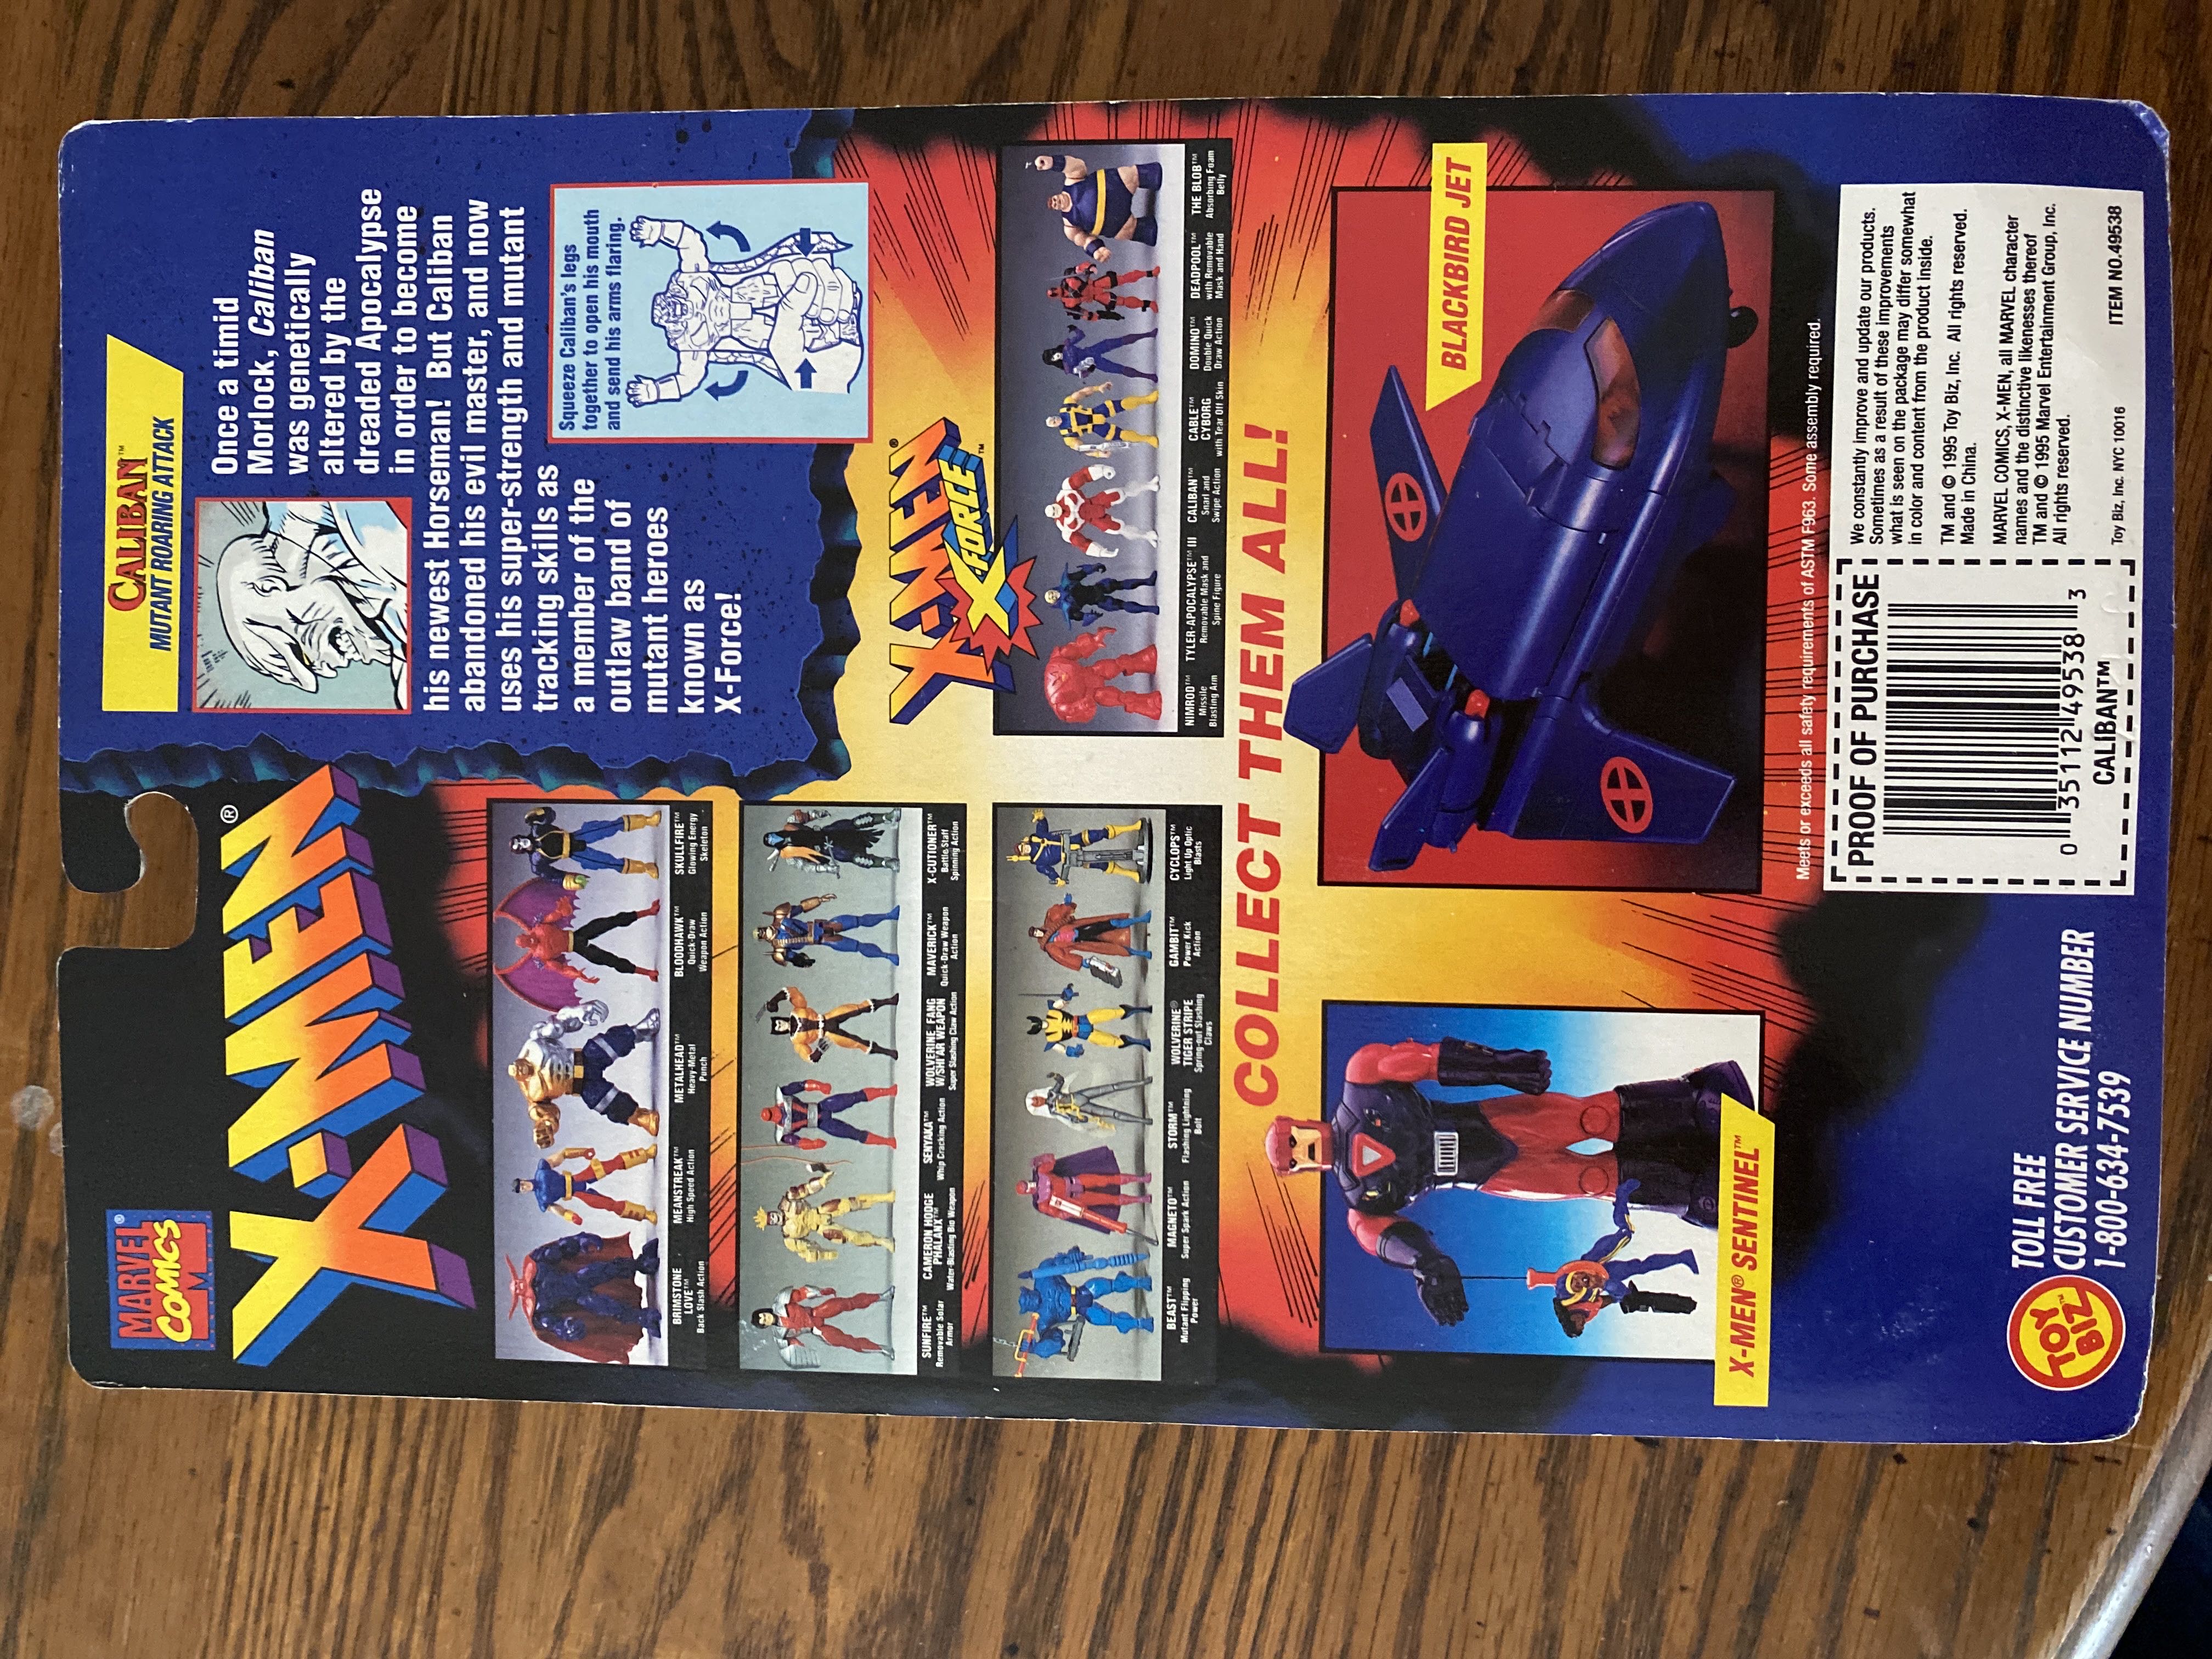 MARVEL®
COMICS
X-MEN®
CALIBAN™
MUTANT ROARING ATTACK
Once a timid
Morlock, Caliban
was genetically
altered by the
dreaded Apocalypse
in order to become
his newest Horseman! But Caliban
abandoned his evil master, and now
uses his super-strength and mutant
tracking skills as
a member of the
outlaw band of
mutant heroes
known as
X-Force!
Squeeze Caliban's legs
together to open his mouth
and send his arms flaring.
BRIMSTONE
LOVE™
Back Slash Action
MEANSTREAK™
High Speed Action
METALHEAD™
Heavy-Metal
Punch
BLOODHAWK™
Quick-Draw
Weapon Action
SKULLFIRE™
Glowing Energy
Skeleton
SUNFIRE™
Removable Solar
Armor
CAMERON HODGE
PHALANX™
Water-Blasting Bio Weapon
SENYAKA™
Whip Cracking Action
WOLVERINE FANG
W/SHI'AR WEAPON
Super Slashing Claw Action
MAVERICK™
Quick-Draw Weapon
Action
X-CUTIONER™
Battle Staff
Spinning Action
BEAST™
Mutant Flipping
Power
MAGNETO™
Super Spark Action
STORM™
Flashing Lightning
Bolt
WOLVERINE®
TIGER STRIPE
Spring-out Slashing
Claws
GAMBIT™
Power Kick
Action
CYCLOPS™
Light Up Optic
Blasts
X-MEN®
X-FORCE™
NIMROD™
Missile
Blasting Arm
TYLER-APOCALYPSE™ III
Removable Mask and
Spine Figure
CALIBAN™
Snarl and
Swipe Action
CABLE™
CYBORG
with Tear Off Skin
DOMINO™
Double Quick
Draw Action
DEADPOOL™
with Removable
Mask and Hand
THE BLOB™
Absorbing Foam
Belly
COLLECT THEM ALL!
X-MEN® SENTINEL™
BLACKBIRD JET
Meets or exceeds all safety requirements of ASTM F963. Some assembly required.
TOY
BIZ™
TOLL FREE
CUSTOMER SERVICE NUMBER
1-800-634-7539
PROOF OF PURCHASE
0 35112 49538 3
CALIBAN™
We constantly improve and update our products.
Sometimes as a result of these improvements
what is seen on the package may differ somewhat
in color and content from the product inside.
TM and © 1995 Toy Biz, Inc. All rights reserved.
Made in China.
MARVEL COMICS, X-MEN, all MARVEL character
names and the distinctive likenesses thereof
TM and © 1995 Marvel Entertainment Group, Inc.
All rights reserved.
Toy Biz, Inc. NYC 10016
ITEM NO.49538